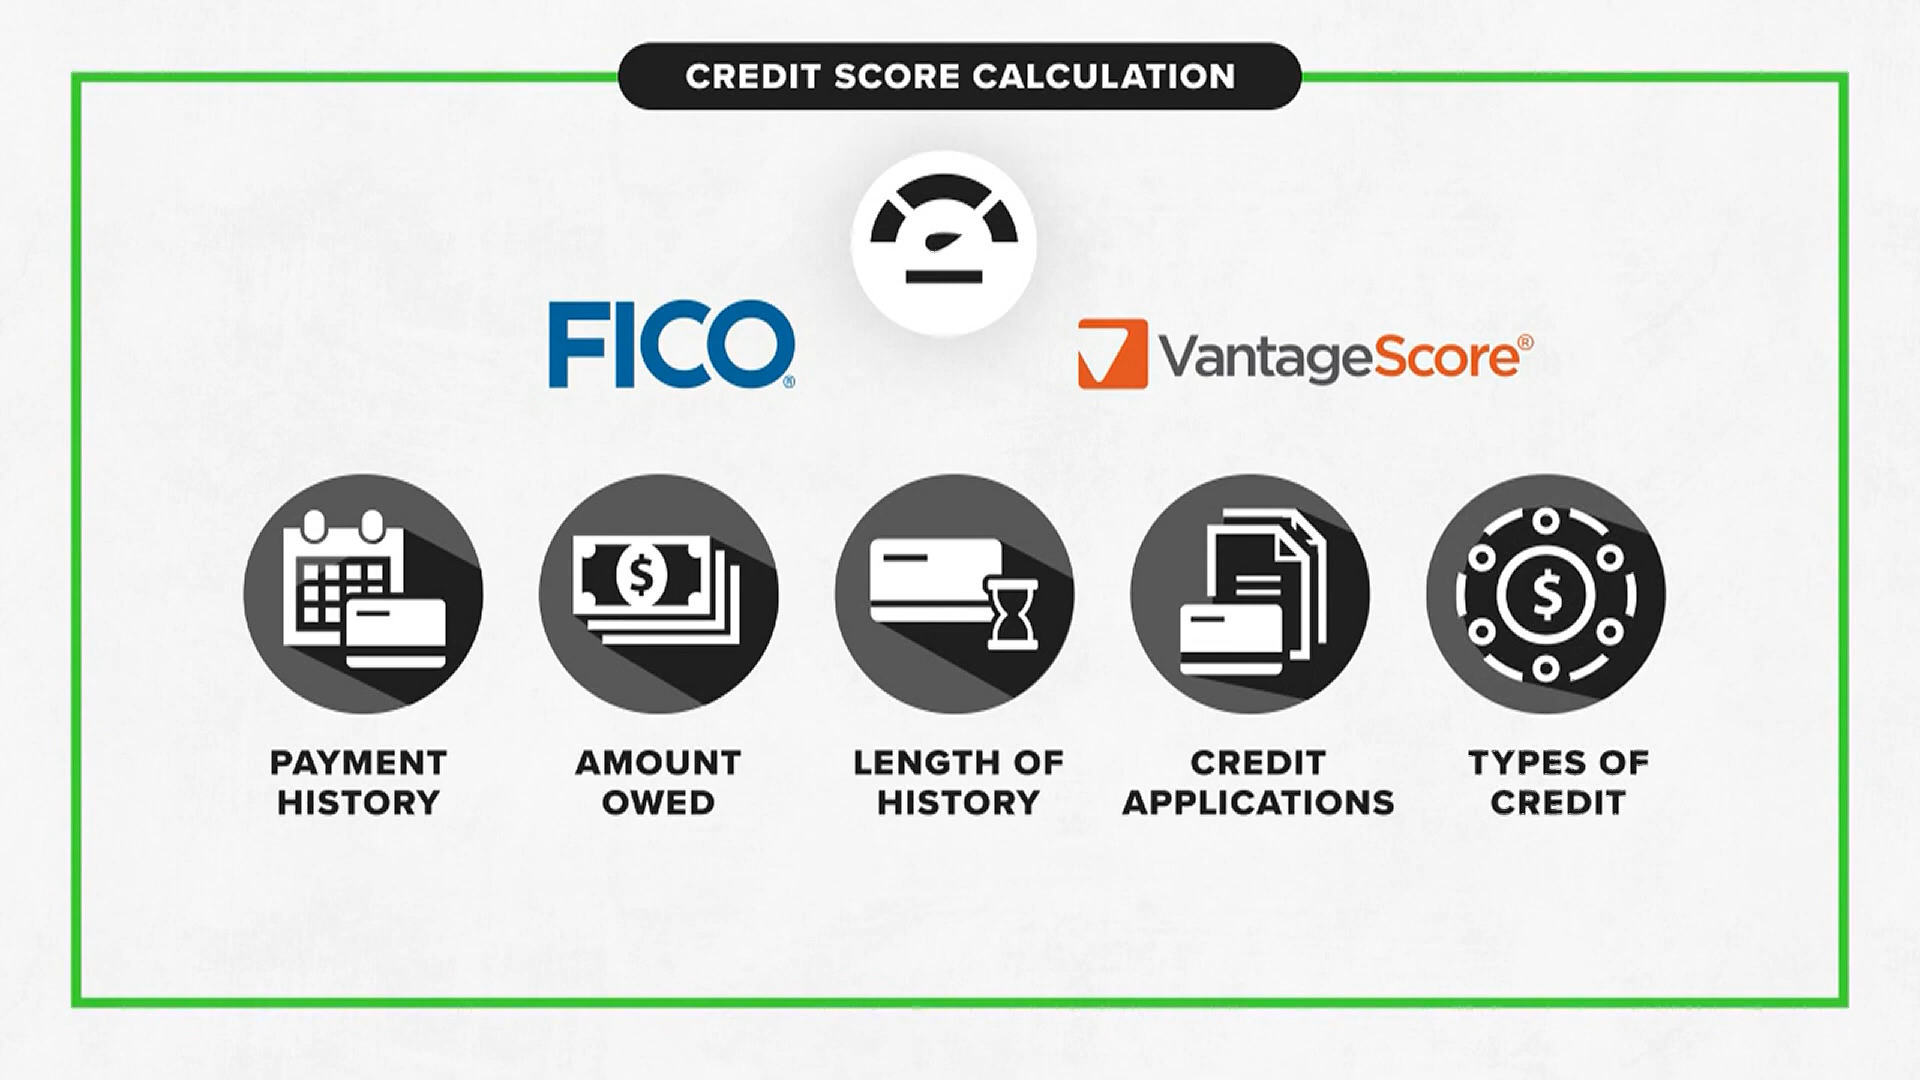 CREDIT SCORE CALCULATION
FICO®
VantageScore®
$
$
PAYMENT
HISTORY
AMOUNT
OWED
LENGTH OF
HISTORY
CREDIT
APPLICATIONS
TYPES OF
CREDIT